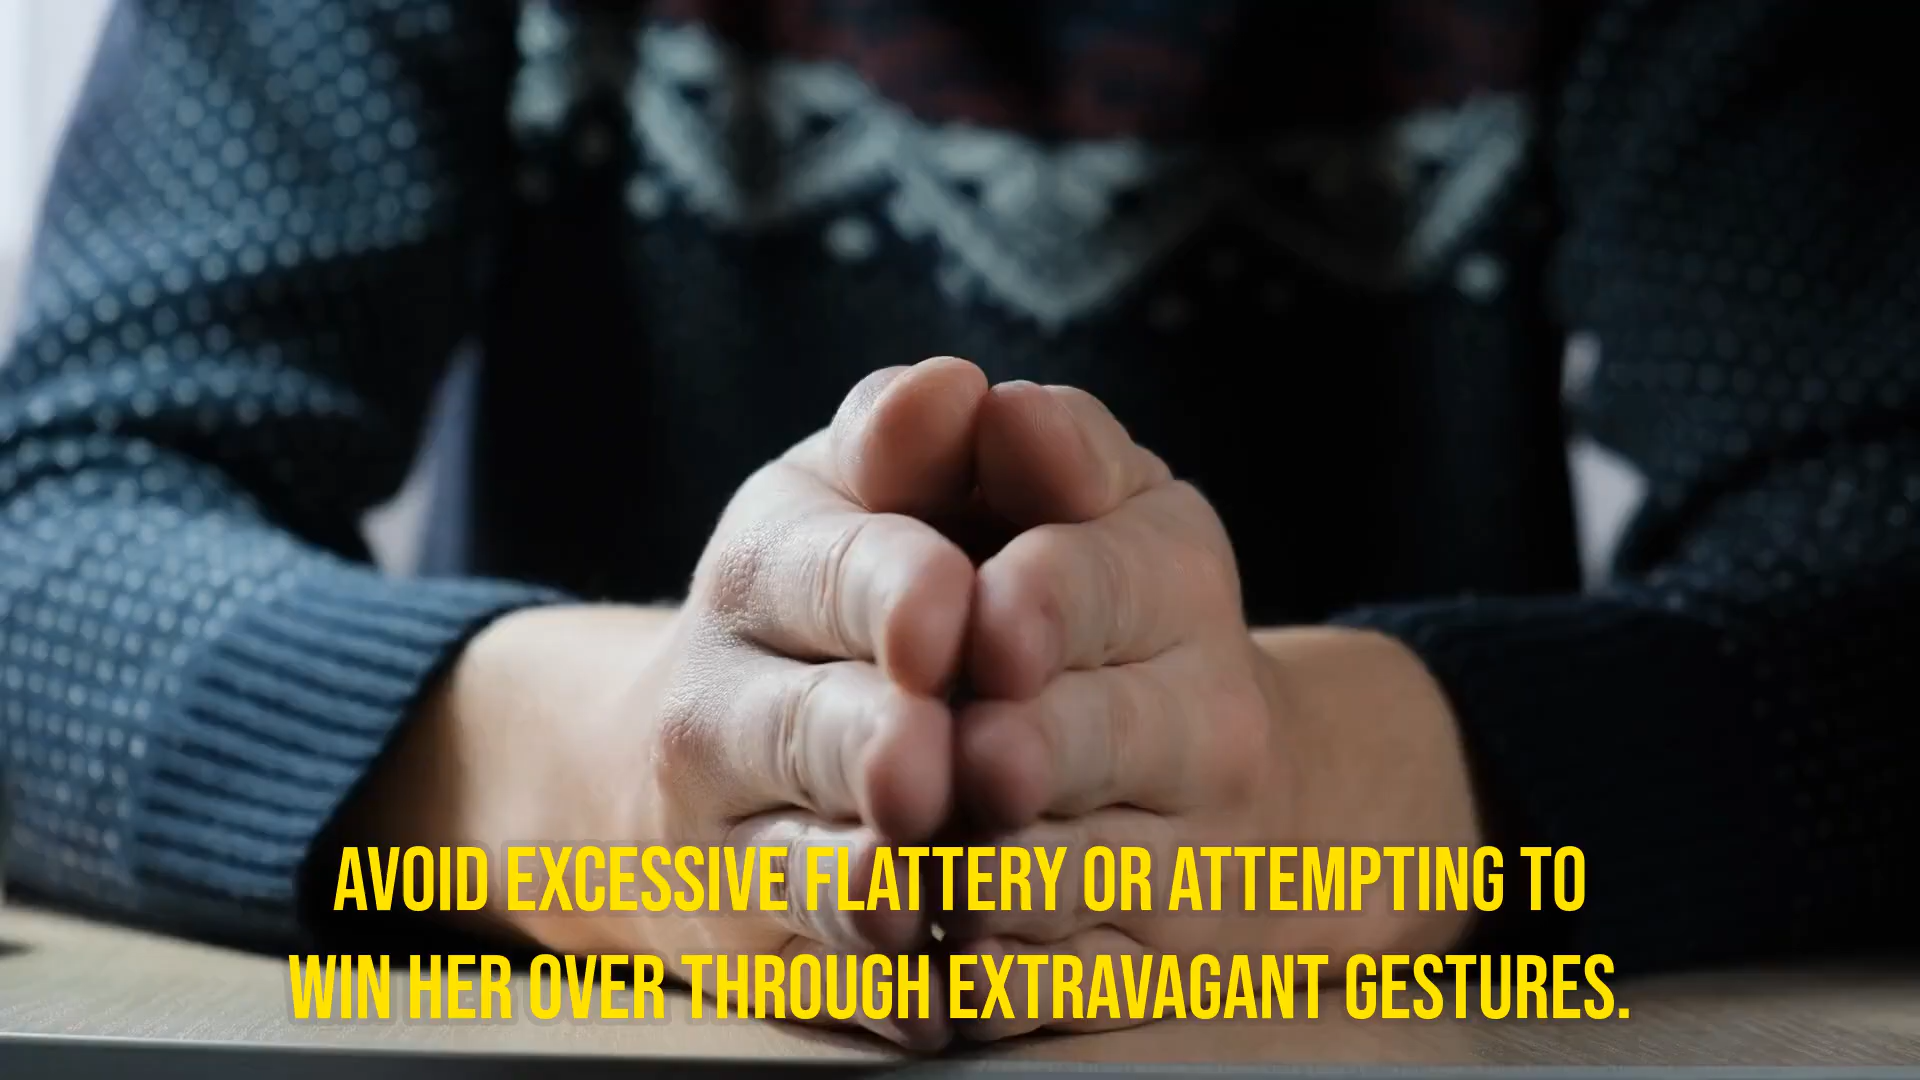 AVOID EXCESSIVE FLATTERY OR ATTEMPTING TO
WIN HER OVER THROUGH EXTRAVAGANT GESTURES.